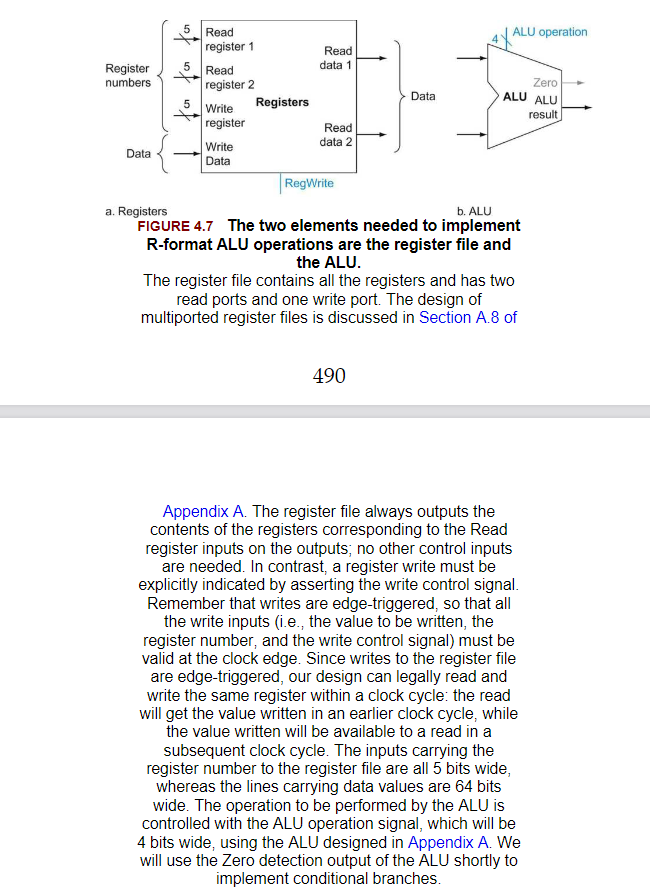 5
Read
register 1
Register
numbers
5
Read
register 2
5
Write
register
Registers
Data
Write
Data
Read
data 1
Read
data 2
RegWrite
Data
4
ALU operation
Zero
ALU
ALU
result
a. Registers
b. ALU
FIGURE 4.7 The two elements needed to implement
R-format ALU operations are the register file and
the ALU.
The register file contains all the registers and has two
read ports and one write port. The design of
multiported register files is discussed in Section A.8 of
490
Appendix A. The register file always outputs the
contents of the registers corresponding to the Read
register inputs on the outputs; no other control inputs
are needed. In contrast, a register write must be
explicitly indicated by asserting the write control signal.
Remember that writes are edge-triggered, so that all
the write inputs (i.e., the value to be written, the
register number, and the write control signal) must be
valid at the clock edge. Since writes to the register file
are edge-triggered, our design can legally read and
write the same register within a clock cycle: the read
will get the value written in an earlier clock cycle, while
the value written will be available to a read in a
subsequent clock cycle. The inputs carrying the
register number to the register file are all 5 bits wide,
whereas the lines carrying data values are 64 bits
wide. The operation to be performed by the ALU is
controlled with the ALU operation signal, which will be
4 bits wide, using the ALU designed in Appendix A. We
will use the Zero detection output of the ALU shortly to
implement conditional branches.